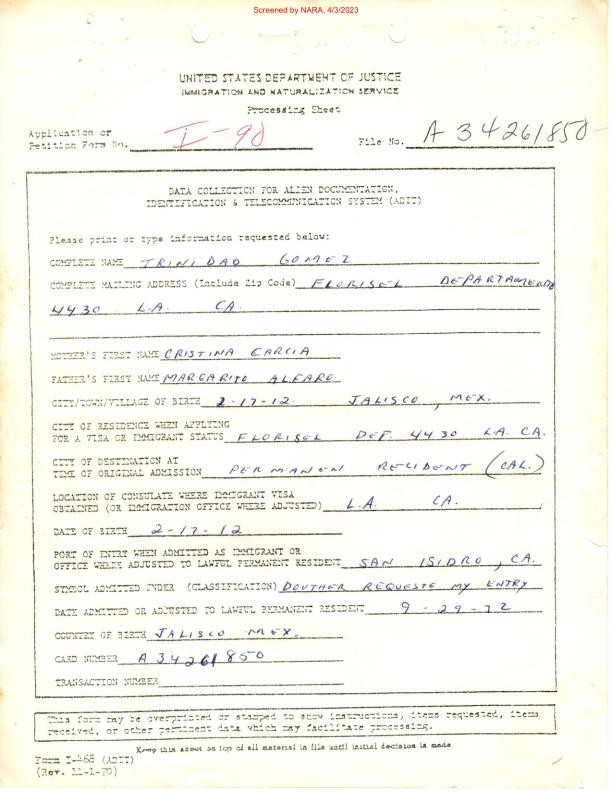 Screened by NARA, 4/3/2023
UNITED STATES DEPARTMENT OF JUSTICE
IMMIGRATION AND NATURALIZATION SERVICE
Processing Sheet
Application or
Petition Form No. I-90 File No. A 34261850
DATA COLLECTION FOR ALIEN DOCUMENTATION,
IDENTIFICATION & TELECOMMUNICATION SYSTEM (ADIT)
Please print or type information requested below:
COMPLETE NAME TRINIDAD GOMEZ
COMPLETE MAILING ADDRESS (Include Zip Code) FLORISEL DEPARTAMENTO
4430 L.A. CA.
MOTHER'S FIRST NAME CRISTINA GARCIA
FATHER'S FIRST NAME MARGARITO ALFARO
CITY/TOWN/VILLAGE OF BIRTH 2-17-12. JALISCO, MEX.
CITY OF RESIDENCE WHEN APPLYING
FOR A VISA OR IMMIGRANT STATUS FLORISEL DEP. 4430 L.A. CA.
CITY OF DESTINATION AT
TIME OF ORIGINAL ADMISSION PERMANEN RECIDENT (CAL.)
LOCATION OF CONSULATE WHERE IMMIGRANT VISA
OBTAINED (OR IMMIGRATION OFFICE WHERE ADJUSTED) L.A. CA.
DATE OF BIRTH 2-17-12
PORT OF ENTRY WHEN ADMITTED AS IMMIGRANT OR
OFFICE WHERE ADJUSTED TO LAWFUL PERMANENT RESIDENT SAN ISIDRO, CA.
SYMBOL ADMITTED UNDER (CLASSIFICATION) DOUTHER REQUESTE MY ENTRY
DATE ADMITTED OR ADJUSTED TO LAWFUL PERMANENT RESIDENT 9-29-72
COUNTRY OF BIRTH JALISCO MEX.
CARD NUMBER A 34261850
TRANSACTION NUMBER
This form may be overprinted or stamped to show instructions, items requested, items
received, or other pertinent data which may facilitate processing.
Keep this sheet on top of all material in file until initial decision is made
Form I-468 (ADIT)
(Rev. 11-1-70)